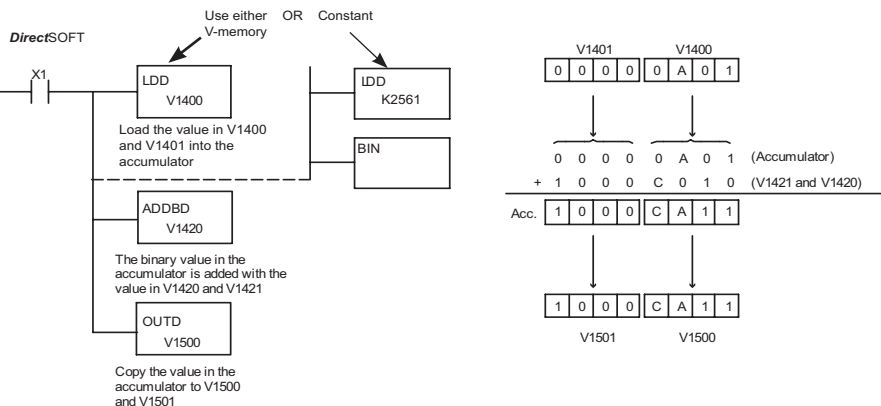 Use either OR Constant
V-memory
DirectSOFT
X1
LDD
V1400
Load the value in V1400
and V1401 into the
accumulator
LDD
K2561
BIN
ADDBD
V1420
The binary value in the
accumulator is added with the
value in V1420 and V1421
OUTD
V1500
Copy the value in the
accumulator to V1500
and V1501
V1401 V1400
0 0 0 0 0 A 0 1
0 0 0 0 0 A 0 1 (Accumulator)
+ 1 0 0 0 C 0 1 0 (V1421 and V1420)
Acc. 1 0 0 0 C A 1 1
1 0 0 0 C A 1 1
V1501 V1500